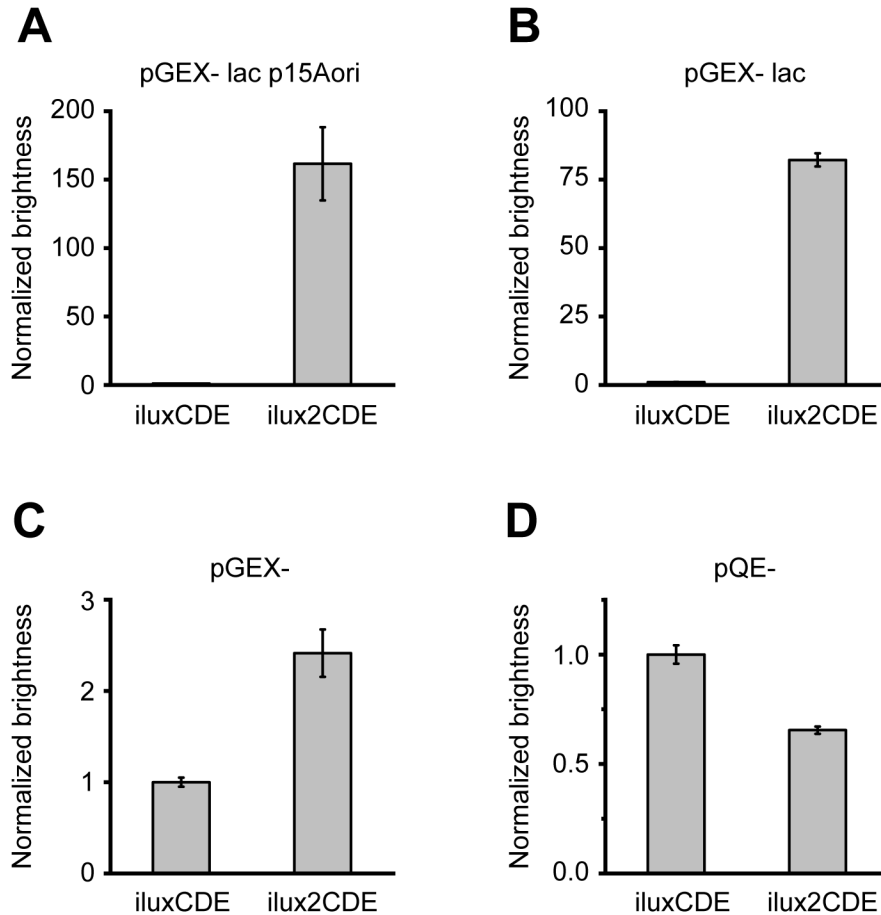 A
pGEX- lac p15Aori
Normalized brightness
200
150
100
50
0
iluxCDE
ilux2CDE
B
pGEX- lac
Normalized brightness
100
75
50
25
0
iluxCDE
ilux2CDE
C
pGEX-
Normalized brightness
3
2
1
0
iluxCDE
ilux2CDE
D
pQE-
Normalized brightness
1.0
0.5
0.0
iluxCDE
ilux2CDE